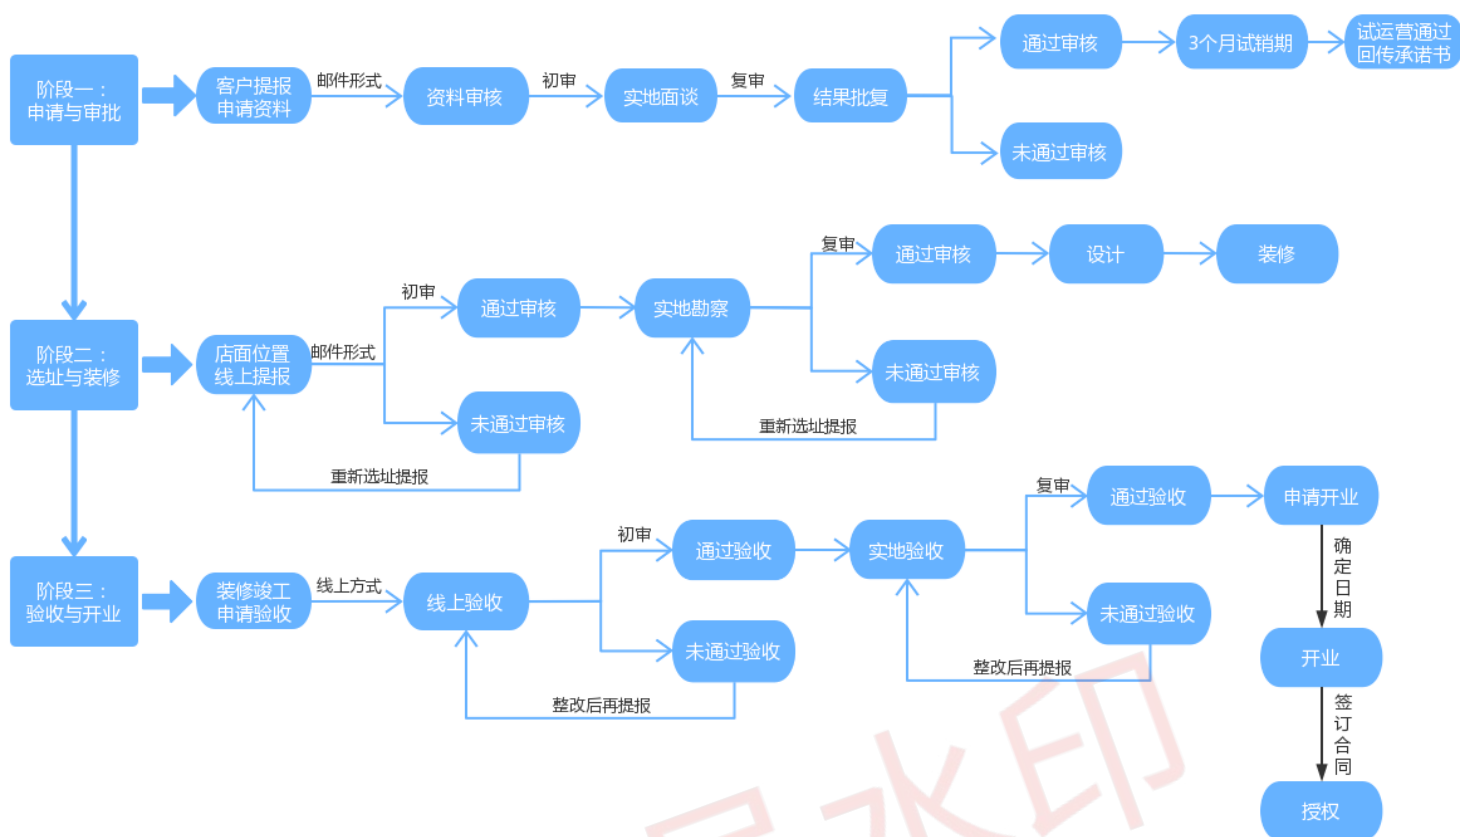 阶段一：
申请与审批
客户提报
申请资料
邮件形式
资料审核
初审
实地面谈
复审
结果批复
通过审核
3个月试销期
试运营通过
回传承诺书
未通过审核
阶段二：
选址与装修
店面位置
线上提报
邮件形式
初审
通过审核
实地勘察
复审
通过审核
设计
装修
未通过审核
重新选址提报
未通过审核
重新选址提报
阶段三：
验收与开业
装修竣工
申请验收
线上方式
线上验收
初审
通过验收
实地验收
复审
通过验收
申请开业
确定日期
未通过验收
整改后再提报
未通过验收
整改后再提报
开业
签订合同
授权
水印